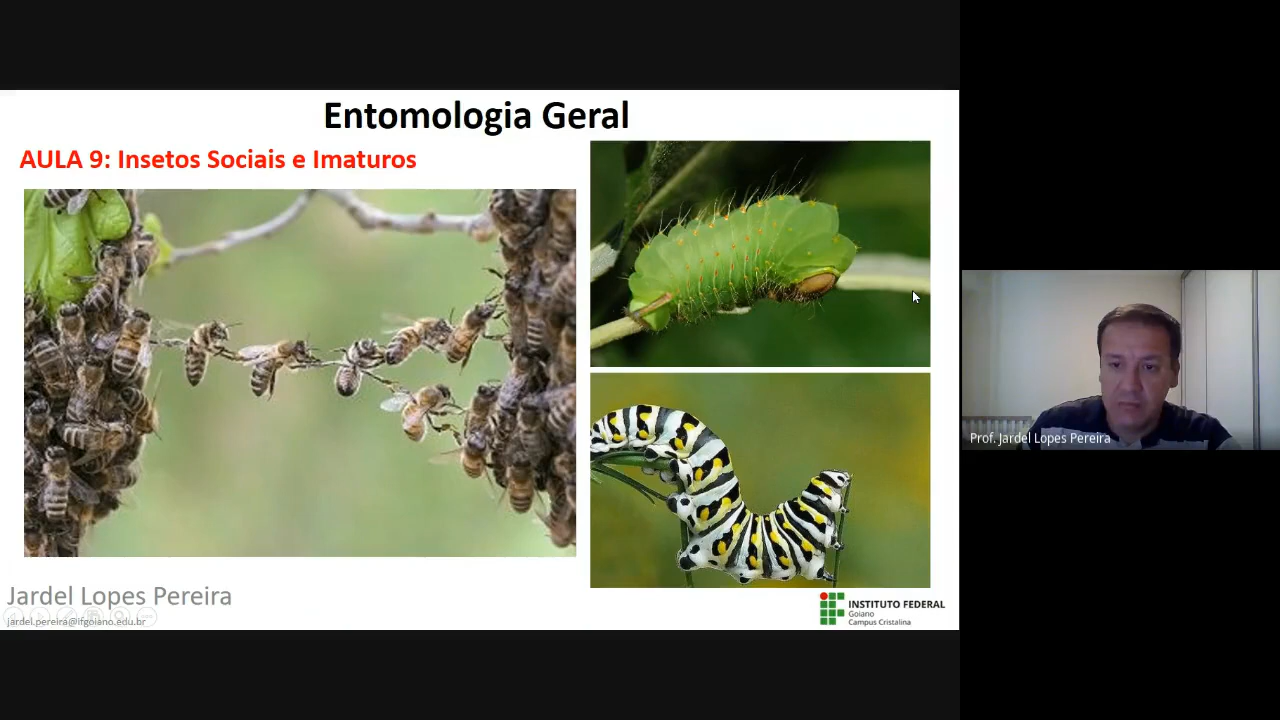 Entomologia Geral
AULA 9: Insetos Sociais e Imaturos
Jardel Lopes Pereira
jardel.pereira@ifgoiano.edu.br
INSTITUTO FEDERAL
Goiano
Campus Cristalina
Prof. Jardel Lopes Pereira